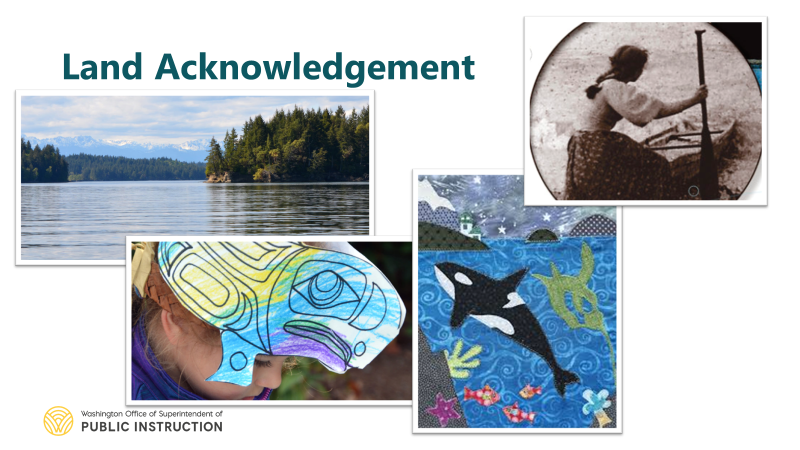 Land Acknowledgement
Washington Office of Superintendent of
PUBLIC INSTRUCTION